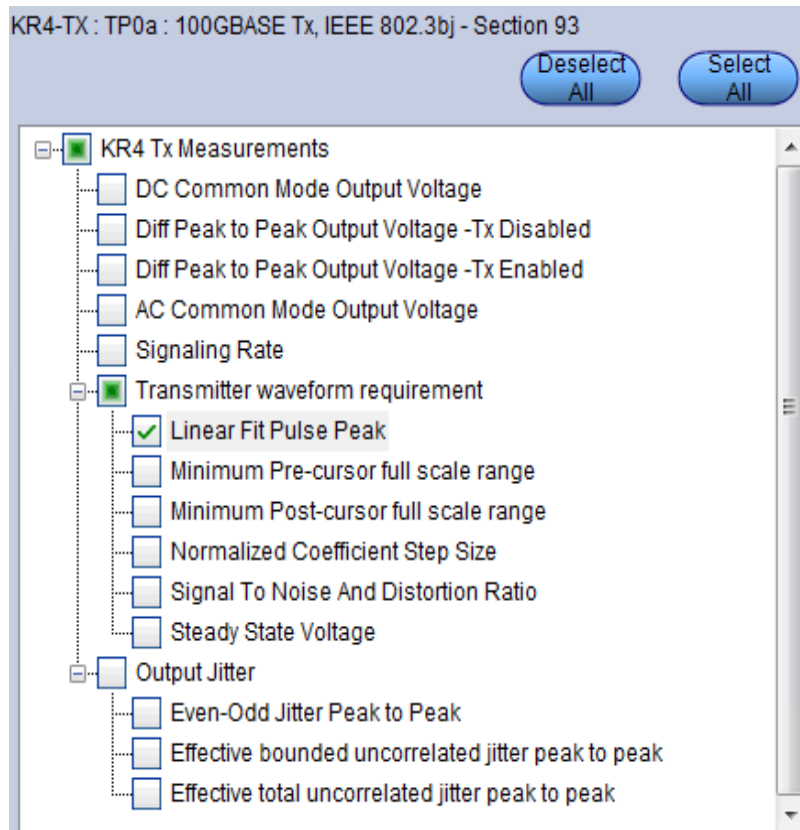 KR4-TX : TP0a : 100GBASE Tx, IEEE 802.3bj - Section 93
Deselect
All
Select
All
KR4 Tx Measurements
DC Common Mode Output Voltage
Diff Peak to Peak Output Voltage -Tx Disabled
Diff Peak to Peak Output Voltage -Tx Enabled
AC Common Mode Output Voltage
Signaling Rate
Transmitter waveform requirement
Linear Fit Pulse Peak
Minimum Pre-cursor full scale range
Minimum Post-cursor full scale range
Normalized Coefficient Step Size
Signal To Noise And Distortion Ratio
Steady State Voltage
Output Jitter
Even-Odd Jitter Peak to Peak
Effective bounded uncorrelated jitter peak to peak
Effective total uncorrelated jitter peak to peak